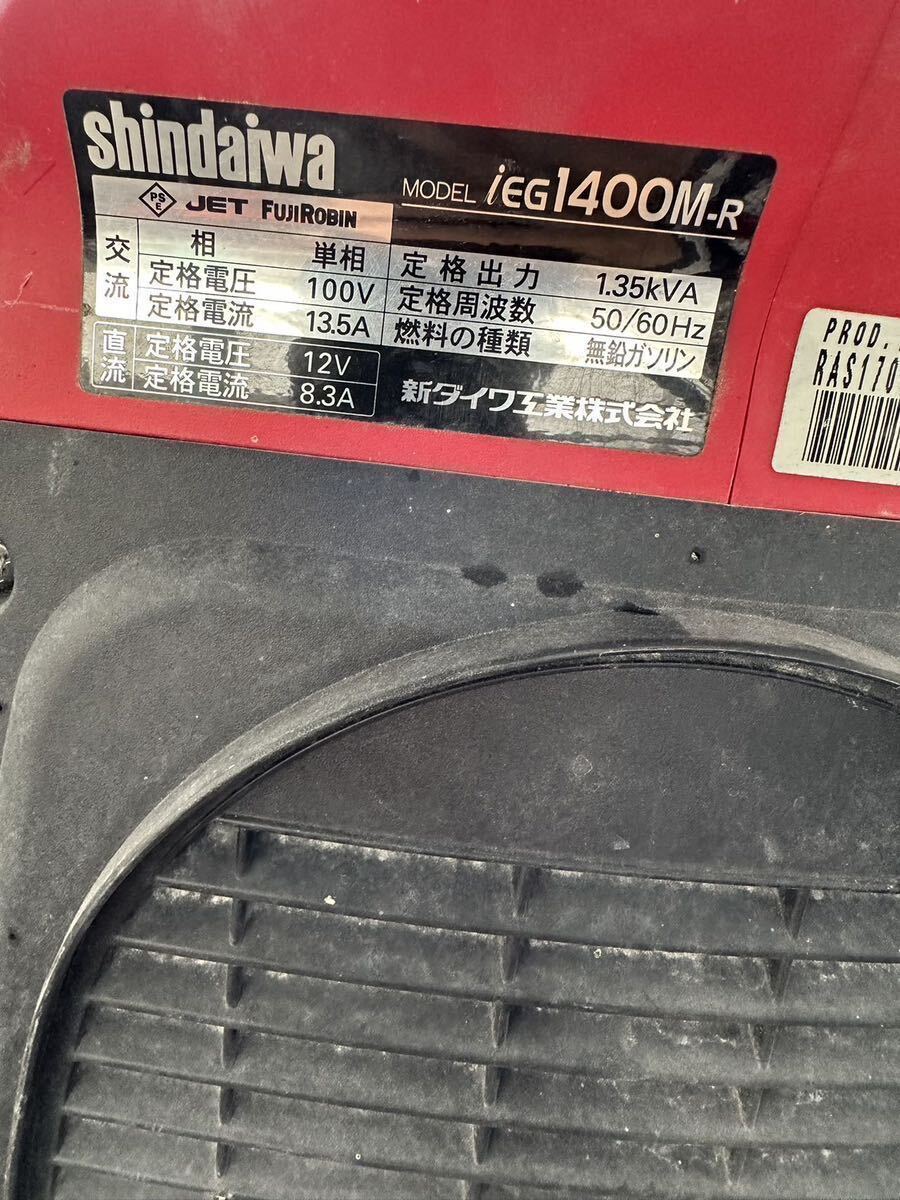 shindaiwa
MODEL iEG1400M-R
PS E JET FUJIROBIN
交流
相 単相
定格電圧 100V
定格電流 13.5A
直流
定格電圧 12V
定格電流 8.3A
定格出力 1.35kVA
定格周波数 50/60Hz
燃料の種類 無鉛ガソリン
新ダイワ工業株式会社
PROD.
RAS170